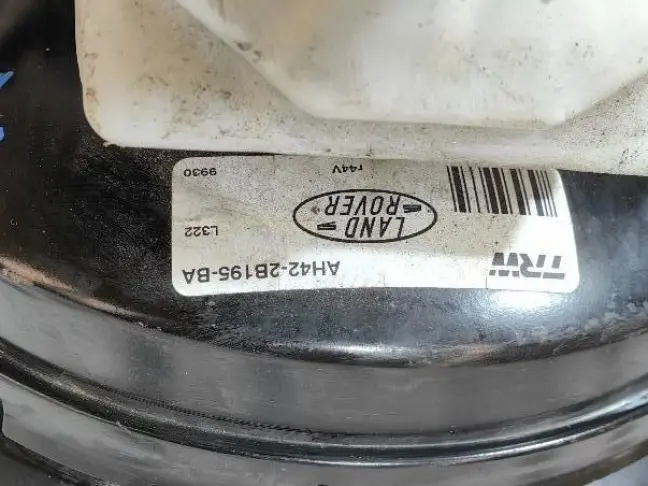 TRW
AH42-2B195-BA
LAND
ROVER
L322
r44V
9930